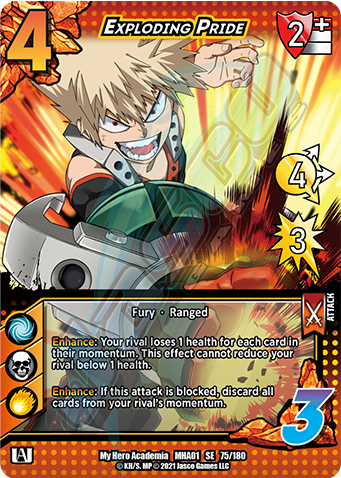 4
EXPLODING PRIDE
2 +
4
3
ATTACK
Fury · Ranged
Enhance: Your rival loses 1 health for each card in
their momentum. This effect cannot reduce your
rival below 1 health.
Enhance: If this attack is blocked, discard all
cards from your rival's momentum.
3
My Hero Academia MHA01 SE 75/180
© KH/S. MP © 2021 Jasco Games LLC